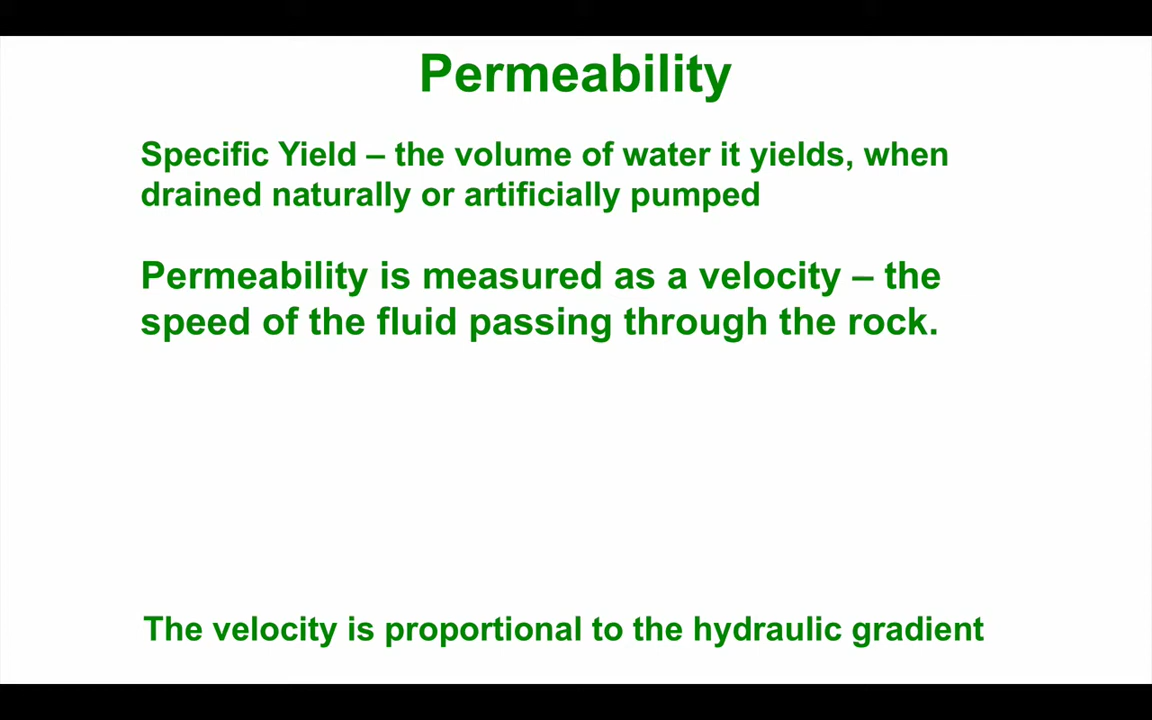 Permeability
Specific Yield – the volume of water it yields, when
drained naturally or artificially pumped
Permeability is measured as a velocity – the
speed of the fluid passing through the rock.
The velocity is proportional to the hydraulic gradient